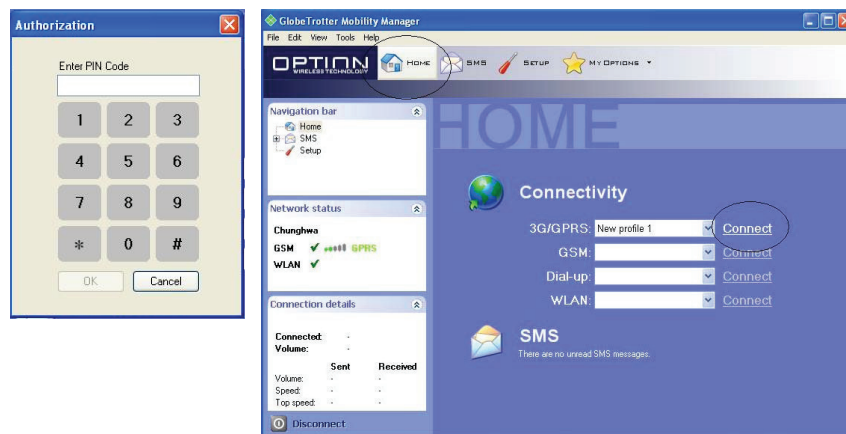 Authorization
Enter PIN Code
1 2 3
4 5 6
7 8 9
* 0 #
OK Cancel
GlobeTrotter Mobility Manager
File Edit View Tools Help
OPTION
WIRELESS TECHNOLOGY
HOME SMS SETUP MY OPTIONS
HOME
Navigation bar
Home
SMS
Setup
Network status
Chunghwa
GSM GPRS
WLAN
Connection details
Connected: -
Volume: -
Sent Received
Volume: - -
Speed: - -
Top speed: - -
Disconnect
Connectivity
3G/GPRS: New profile 1 Connect
GSM: Connect
Dial-up: Connect
WLAN: Connect
SMS
There are no unread SMS messages.